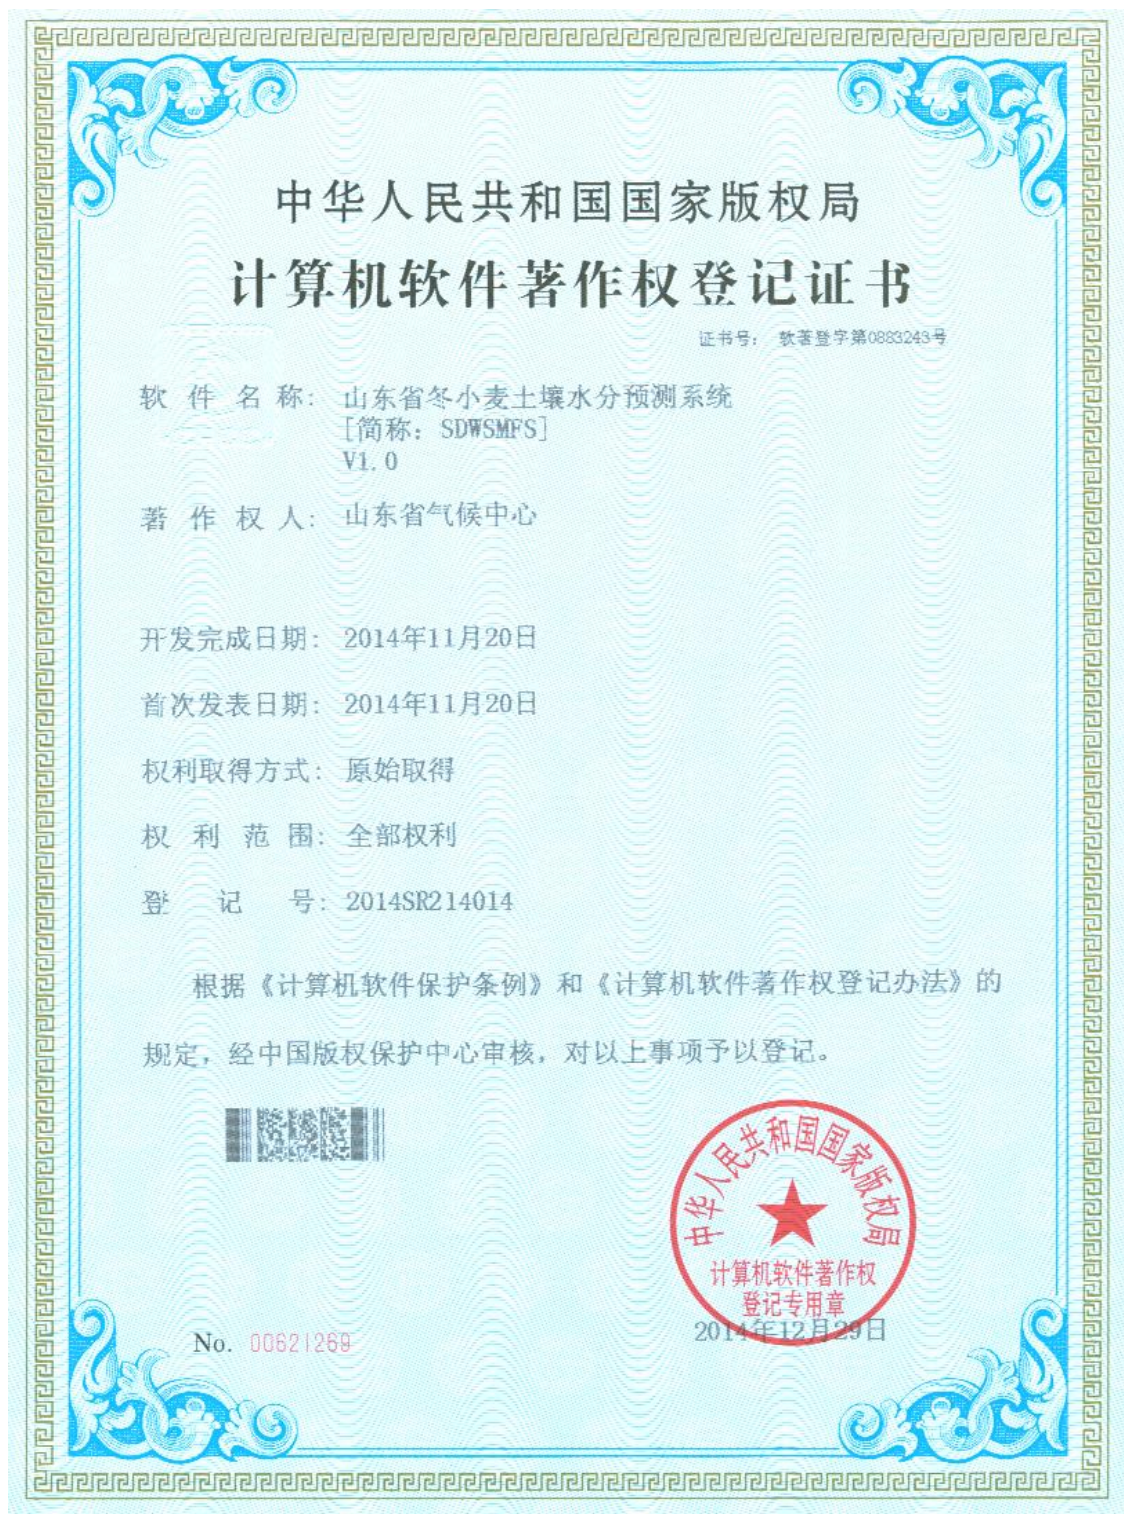 中华人民共和国国家版权局
计算机软件著作权登记证书
证书号： 软著登字第0883243号
软件名称： 山东省冬小麦土壤水分预测系统
[简称：SDWSMFS]
V1.0
著作权人： 山东省气候中心
开发完成日期： 2014年11月20日
首次发表日期： 2014年11月20日
权利取得方式： 原始取得
权利范围： 全部权利
登记号： 2014SR214014
根据《计算机软件保护条例》和《计算机软件著作权登记办法》的
规定，经中国版权保护中心审核，对以上事项予以登记。
中华人民共和国国家版权局
计算机软件著作权
登记专用章
2014年12月29日
No. 00621269